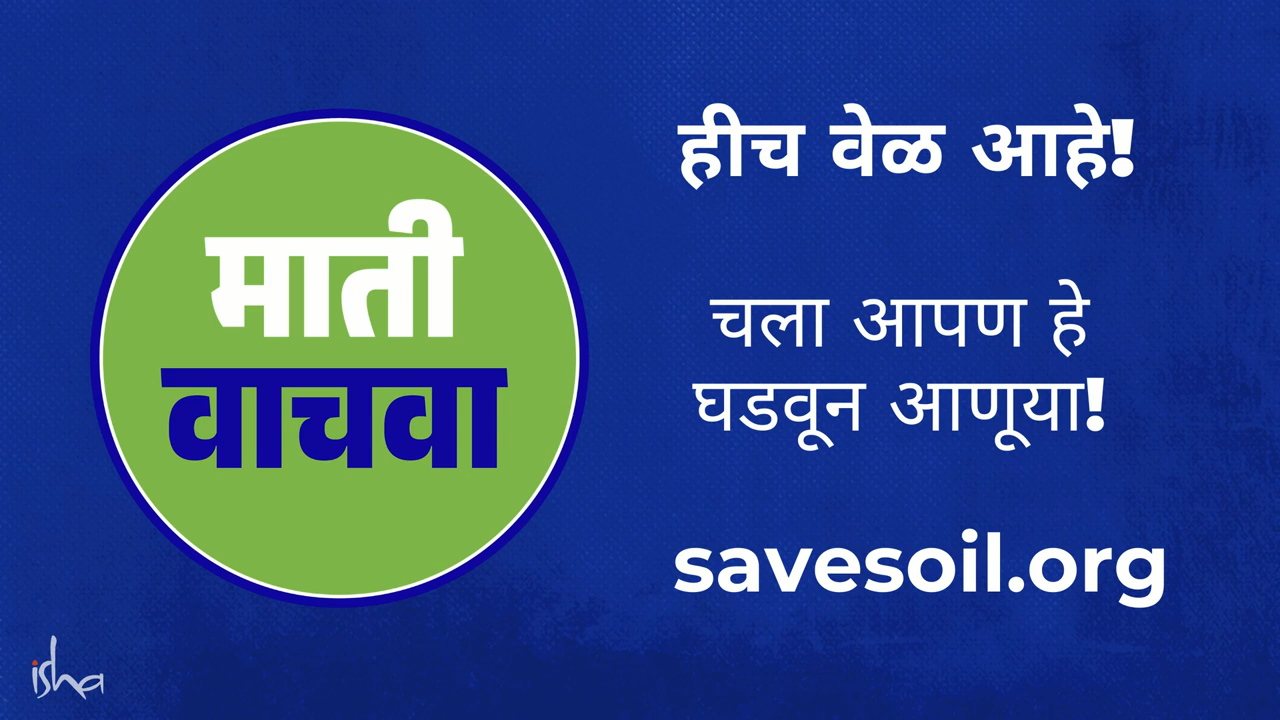 माती
वाचवा
हीच वेळ आहे!
चला आपण हे
घडवून आणूया!
savesoil.org
isha